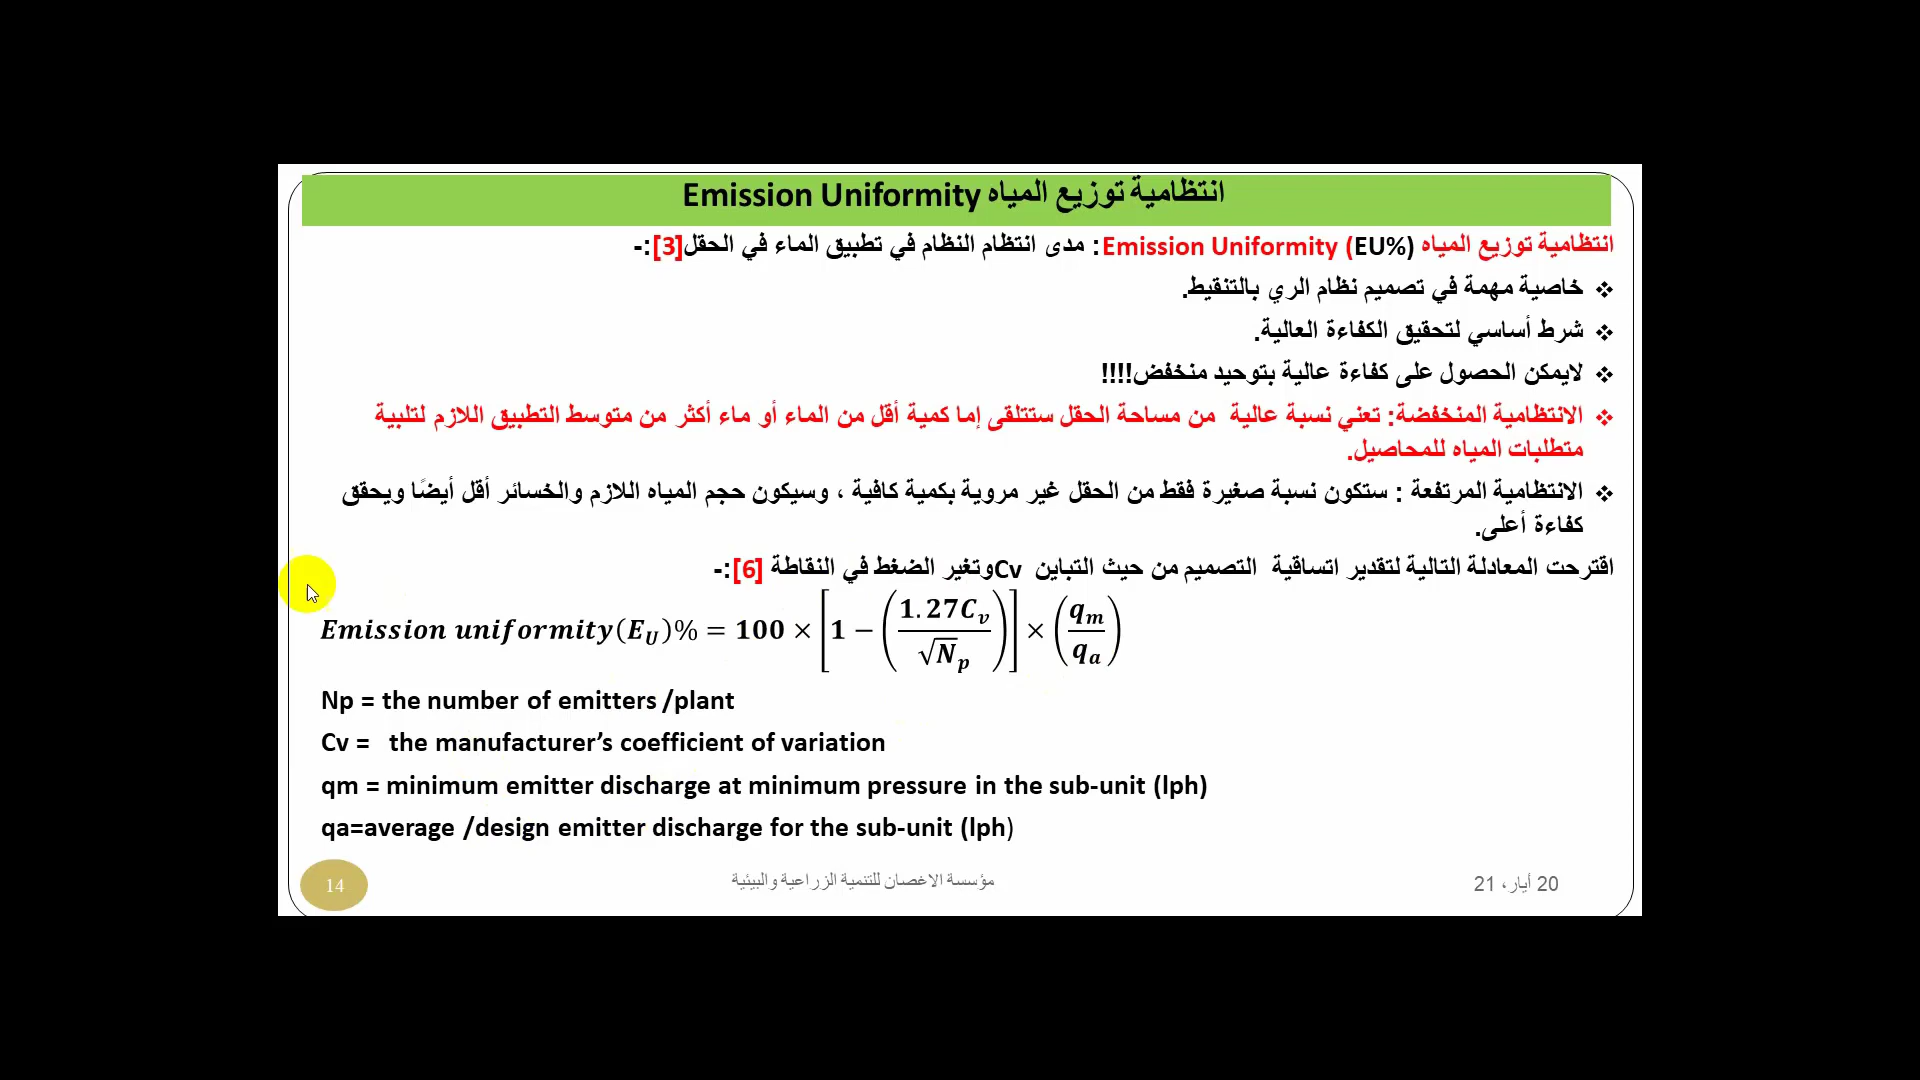 انتظامية توزيع المياه Emission Uniformity
انتظامية توزيع المياه Emission Uniformity (EU%) : مدى انتظام النظام في تطبيق الماء في الحقل[3]:-
❖ خاصية مهمة في تصميم نظام الري بالتنقيط.
❖ شرط أساسي لتحقيق الكفاءة العالية.
❖ لايمكن الحصول على كفاءة عالية بتوحيد منخفض!!!!
❖ الانتظامية المنخفضة: تعني نسبة عالية من مساحة الحقل ستتلقى إما كمية أقل من الماء أو ماء أكثر من متوسط التطبيق اللازم لتلبية
متطلبات المياه للمحاصيل.
❖ الانتظامية المرتفعة : ستكون نسبة صغيرة فقط من الحقل غير مروية بكمية كافية ، وسيكون حجم المياه اللازم والخسائر أقل أيضًا ويحقق
كفاءة أعلى.
اقترحت المعادلة التالية لتقدير اتساقية التصميم من حيث التباين Cvوتغير الضغط في النقاطة [6]:-
Emission uniformity(E_U)% = 100 × [1 − (1.27C_v / √N_p)] × (q_m / q_a)
Np = the number of emitters /plant
Cv = the manufacturer’s coefficient of variation
qm = minimum emitter discharge at minimum pressure in the sub-unit (lph)
qa=average /design emitter discharge for the sub-unit (lph)
14
مؤسسة الاغصان للتنمية الزراعية والبيئية
20 أيار، 21